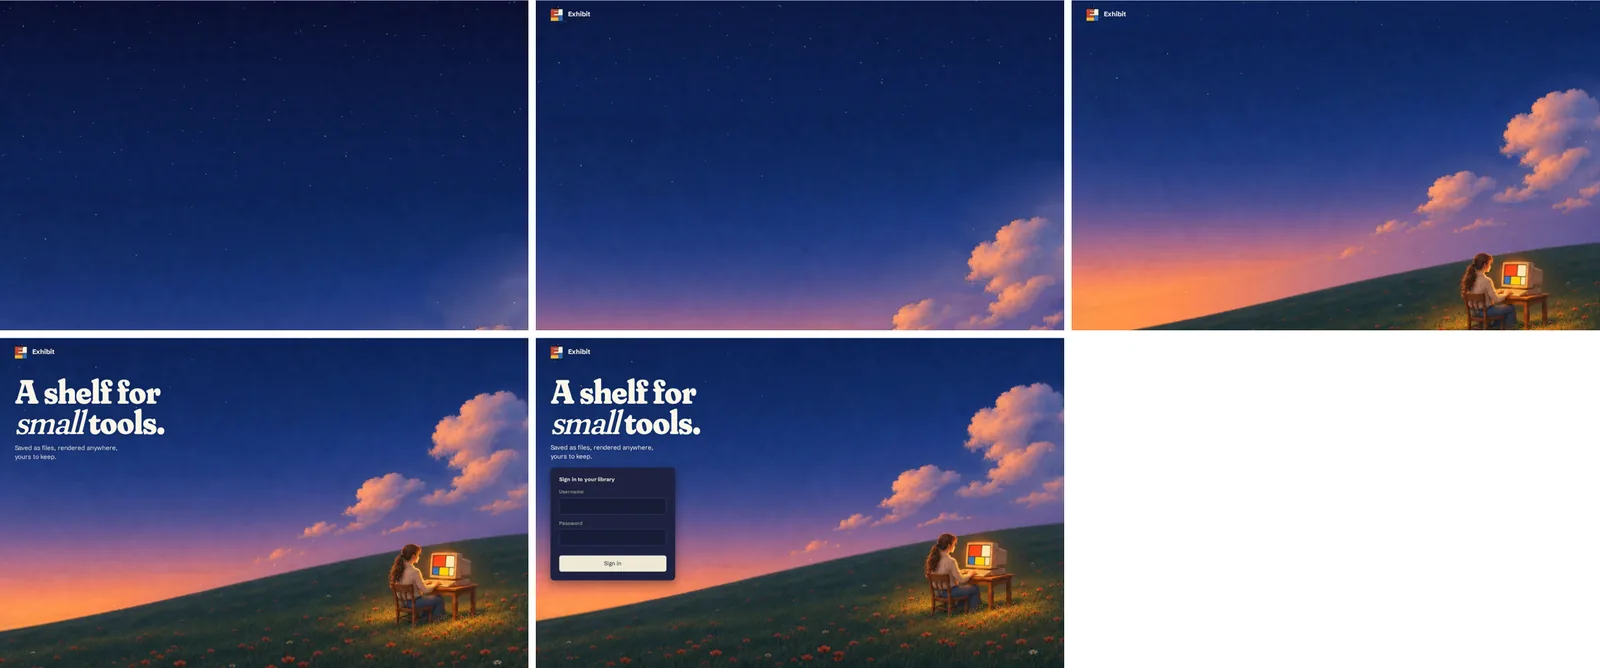 Exhibit
Exhibit
Exhibit
A shelf for
small tools.
Saved as files, rendered anywhere,
yours to keep.
Exhibit
A shelf for
small tools.
Saved as files, rendered anywhere,
yours to keep.
Sign in to your library
Username
Password
Sign in